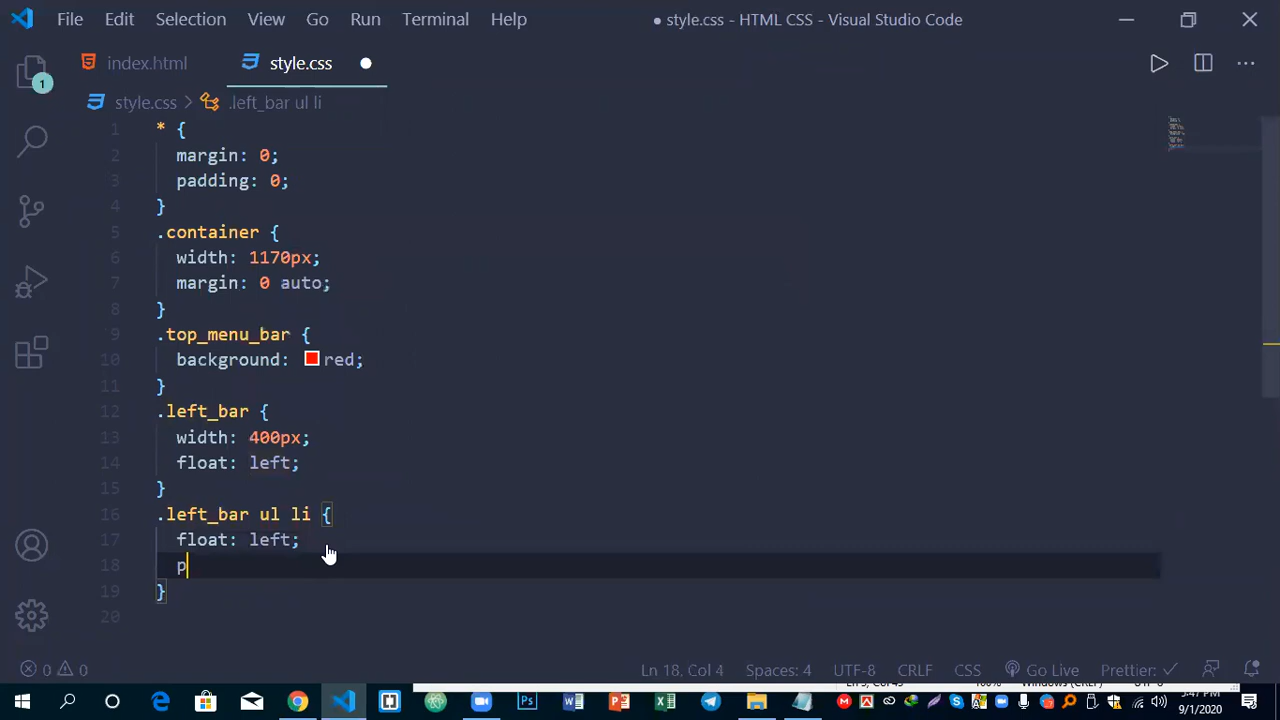 File Edit Selection View Go Run Terminal Help
● style.css - HTML CSS - Visual Studio Code
index.html
style.css
1
style.css > .left_bar ul li
1 * {
2 margin: 0;
3 padding: 0;
4 }
5 .container {
6 width: 1170px;
7 margin: 0 auto;
8 }
9 .top_menu_bar {
10 background: red;
11 }
12 .left_bar {
13 width: 400px;
14 float: left;
15 }
16 .left_bar ul li {
17 float: left;
18 p
19 }
20
0 0
Ln 18, Col 4
Spaces: 4
UTF-8
CRLF
CSS
Go Live
Prettier: ✓
9/1/2020